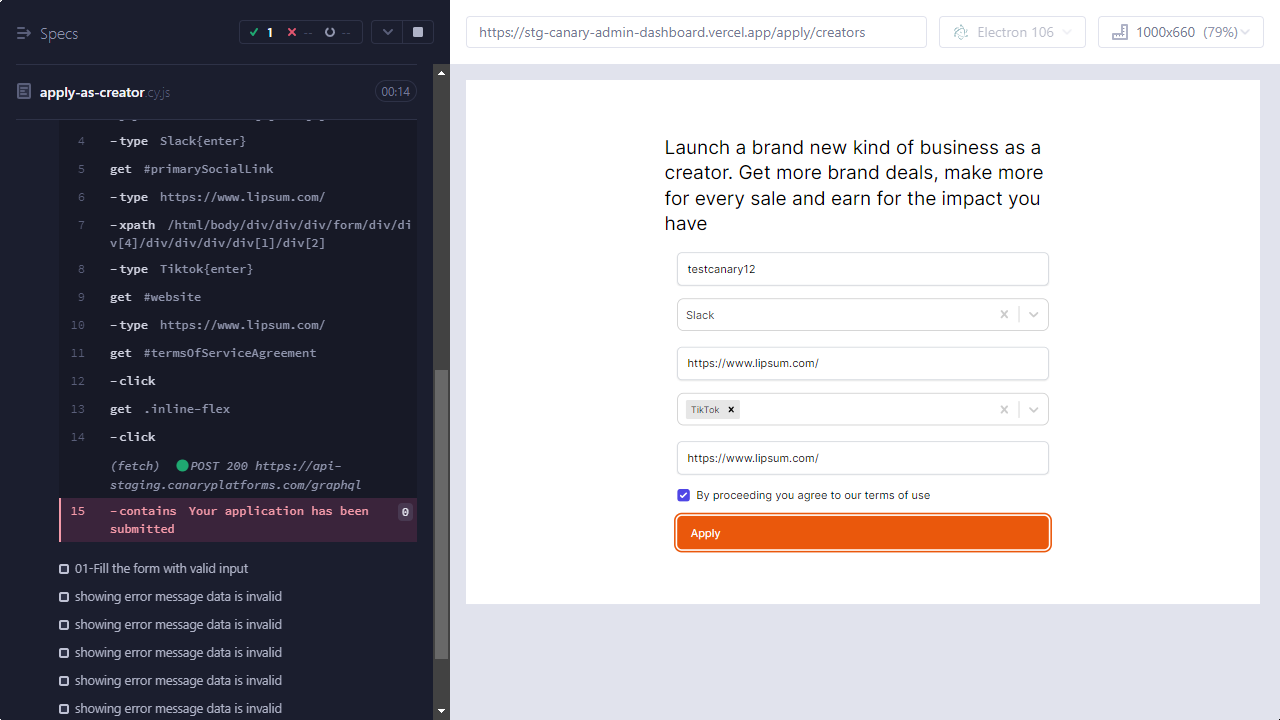 Specs
1
--
--
apply-as-creator.cy.js
00:14
4 -type Slack{enter}
5 get #primarySocialLink
6 -type https://www.lipsum.com/
7 -xpath /html/body/div/div/div/form/div/di
v[4]/div/div/div/div[1]/div[2]
8 -type Tiktok{enter}
9 get #website
10 -type https://www.lipsum.com/
11 get #termsOfServiceAgreement
12 -click
13 get .inline-flex
14 -click
(fetch) POST 200 https://api-
staging.canaryplatforms.com/graphql
15 -contains Your application has been 0
submitted
01-Fill the form with valid input
showing error message data is invalid
showing error message data is invalid
showing error message data is invalid
showing error message data is invalid
showing error message data is invalid
https://stg-canary-admin-dashboard.vercel.app/apply/creators
Electron 106
1000x660 (79%)
Launch a brand new kind of business as a
creator. Get more brand deals, make more
for every sale and earn for the impact you
have
testcanary12
Slack
https://www.lipsum.com/
TikTok
https://www.lipsum.com/
By proceeding you agree to our terms of use
Apply